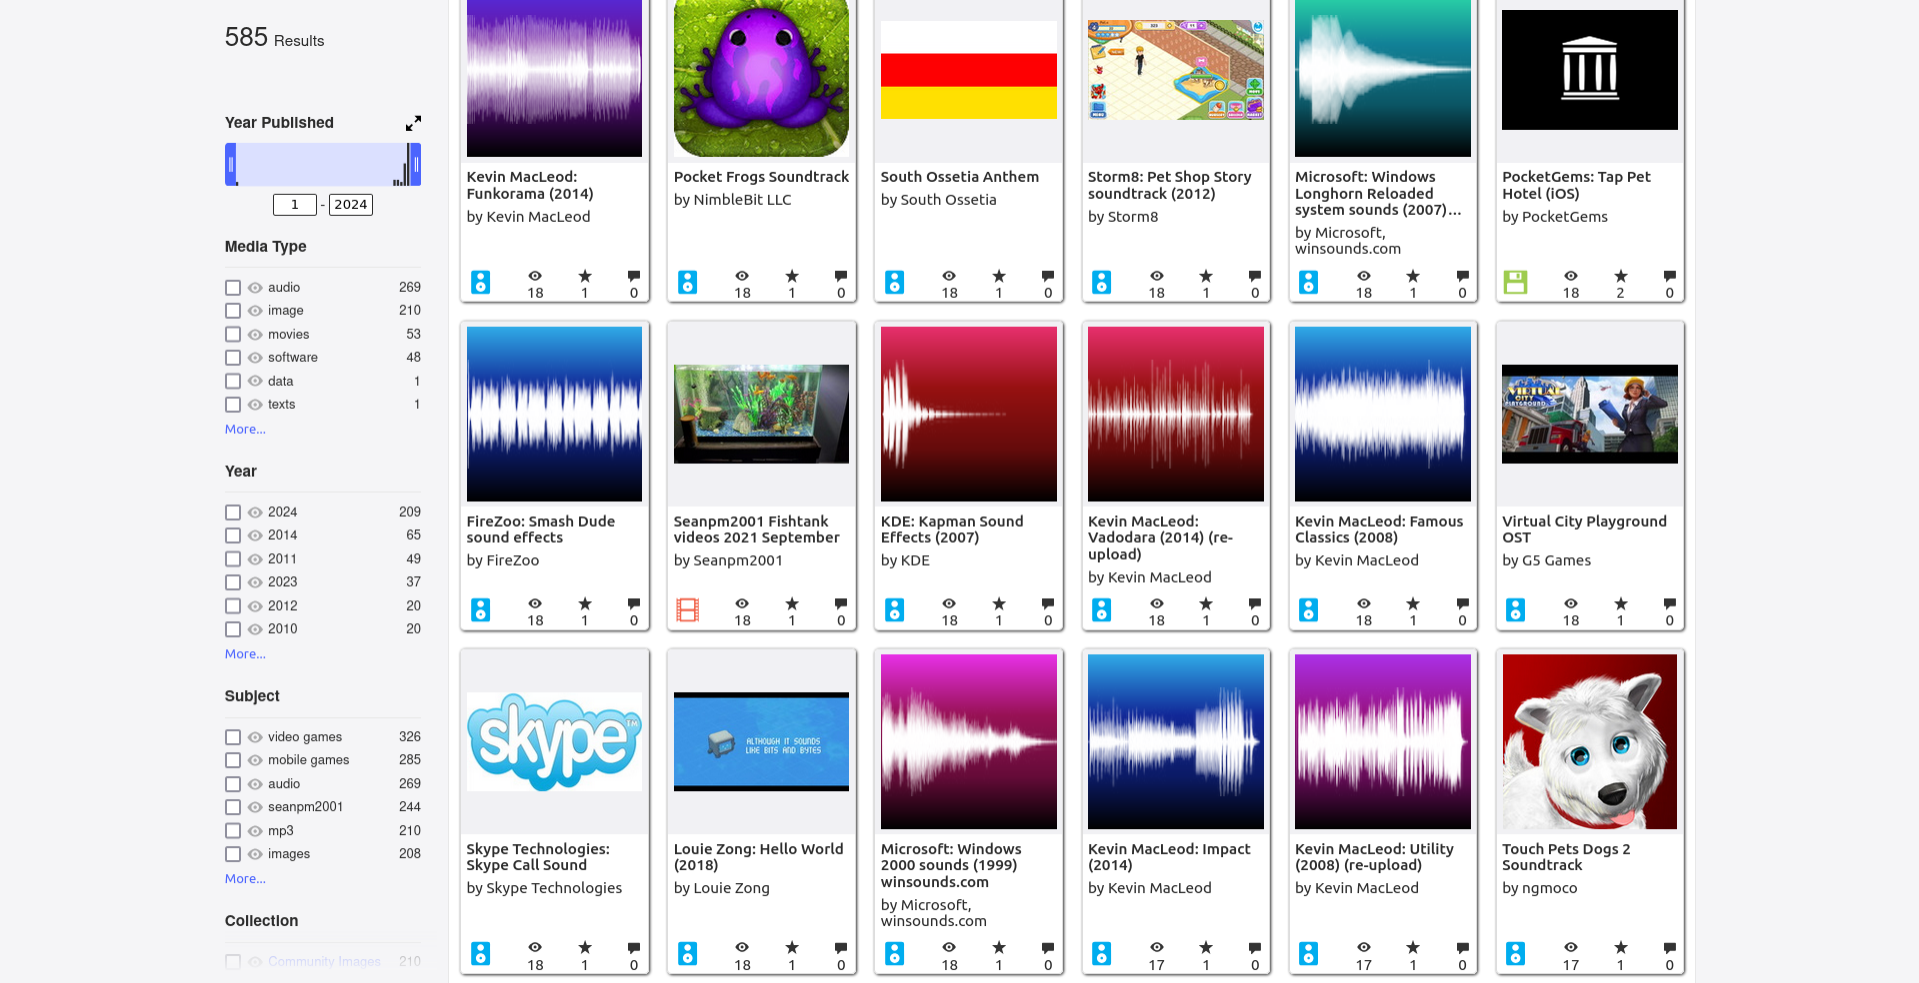 585 Results
Year Published
1 - 2024
Media Type
audio 269
image 210
movies 53
software 48
data 1
texts 1
More...
Year
2024 209
2014 65
2011 49
2023 37
2012 20
2010 20
More...
Subject
video games 326
mobile games 285
audio 269
seanpm2001 244
mp3 210
images 208
More...
Collection
Community Images 210
Kevin MacLeod:
Funkorama (2014)
by Kevin MacLeod
18 1 0
Pocket Frogs Soundtrack
by NimbleBit LLC
18 1 0
South Ossetia Anthem
by South Ossetia
18 1 0
Storm8: Pet Shop Story
soundtrack (2012)
by Storm8
18 1 0
Microsoft: Windows
Longhorn Reloaded
system sounds (2007)...
by Microsoft,
winsounds.com
18 1 0
PocketGems: Tap Pet
Hotel (iOS)
by PocketGems
18 2 0
FireZoo: Smash Dude
sound effects
by FireZoo
18 1 0
Seanpm2001 Fishtank
videos 2021 September
by Seanpm2001
18 1 0
KDE: Kapman Sound
Effects (2007)
by KDE
18 1 0
Kevin MacLeod:
Vadodara (2014) (re-
upload)
by Kevin MacLeod
18 1 0
Kevin MacLeod: Famous
Classics (2008)
by Kevin MacLeod
18 1 0
VIRTUAL
CITY
PLAYGROUND
Virtual City Playground
OST
by G5 Games
18 1 0
skype TM
Skype Technologies:
Skype Call Sound
by Skype Technologies
18 1 0
ALTHOUGH IT SOUNDS
LIKE BITS AND BYTES
Louie Zong: Hello World
(2018)
by Louie Zong
18 1 0
Microsoft: Windows
2000 sounds (1999)
winsounds.com
by Microsoft,
winsounds.com
18 1 0
Kevin MacLeod: Impact
(2014)
by Kevin MacLeod
17 1 0
Kevin MacLeod: Utility
(2008) (re-upload)
by Kevin MacLeod
17 1 0
Touch Pets Dogs 2
Soundtrack
by ngmoco
17 1 0